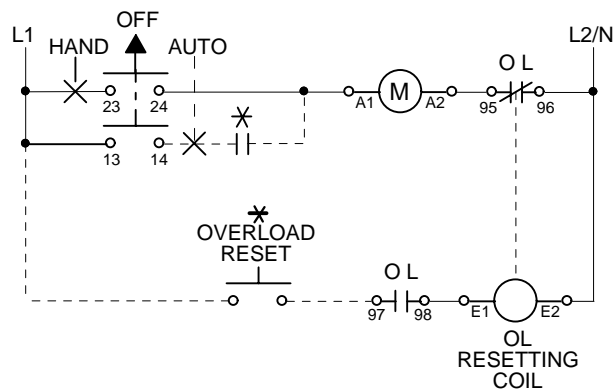 OFF
L1
HAND
AUTO
L2/N
O L
23
24
A1
M
A2
95
96
13
14
OVERLOAD
RESET
O L
97
98
E1
E2
OL
RESETTING
COIL